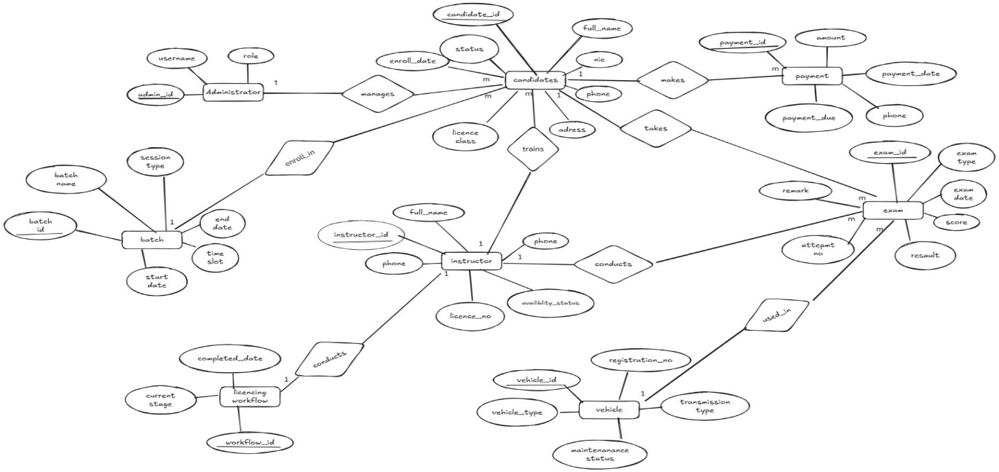 candidate_id
full_name
status
enroll_date
nic
phone
candidates
adress
licence
class
m
m
m
1
1
makes
m
payment_id
amount
payment
payment_date
payment_due
phone
username
role
admin_id
Administrator
1
manages
takes
trains
enroll_in
session
type
batch
name
batch
id
batch
1
end
date
time
slot
start
date
exam_id
exam
type
exam
date
remark
exam
score
attepmt
no
resault
m
m
m
full_name
instructor_id
phone
phone
instructor
1
1
1
licence_no
availiblity_status
conducts
used_in
conducts
completed_date
current
stage
licencing
workflow
1
workflow_id
registration_no
vehicle_id
vehicle_type
vehicle
1
transmission
type
maintenanance
status